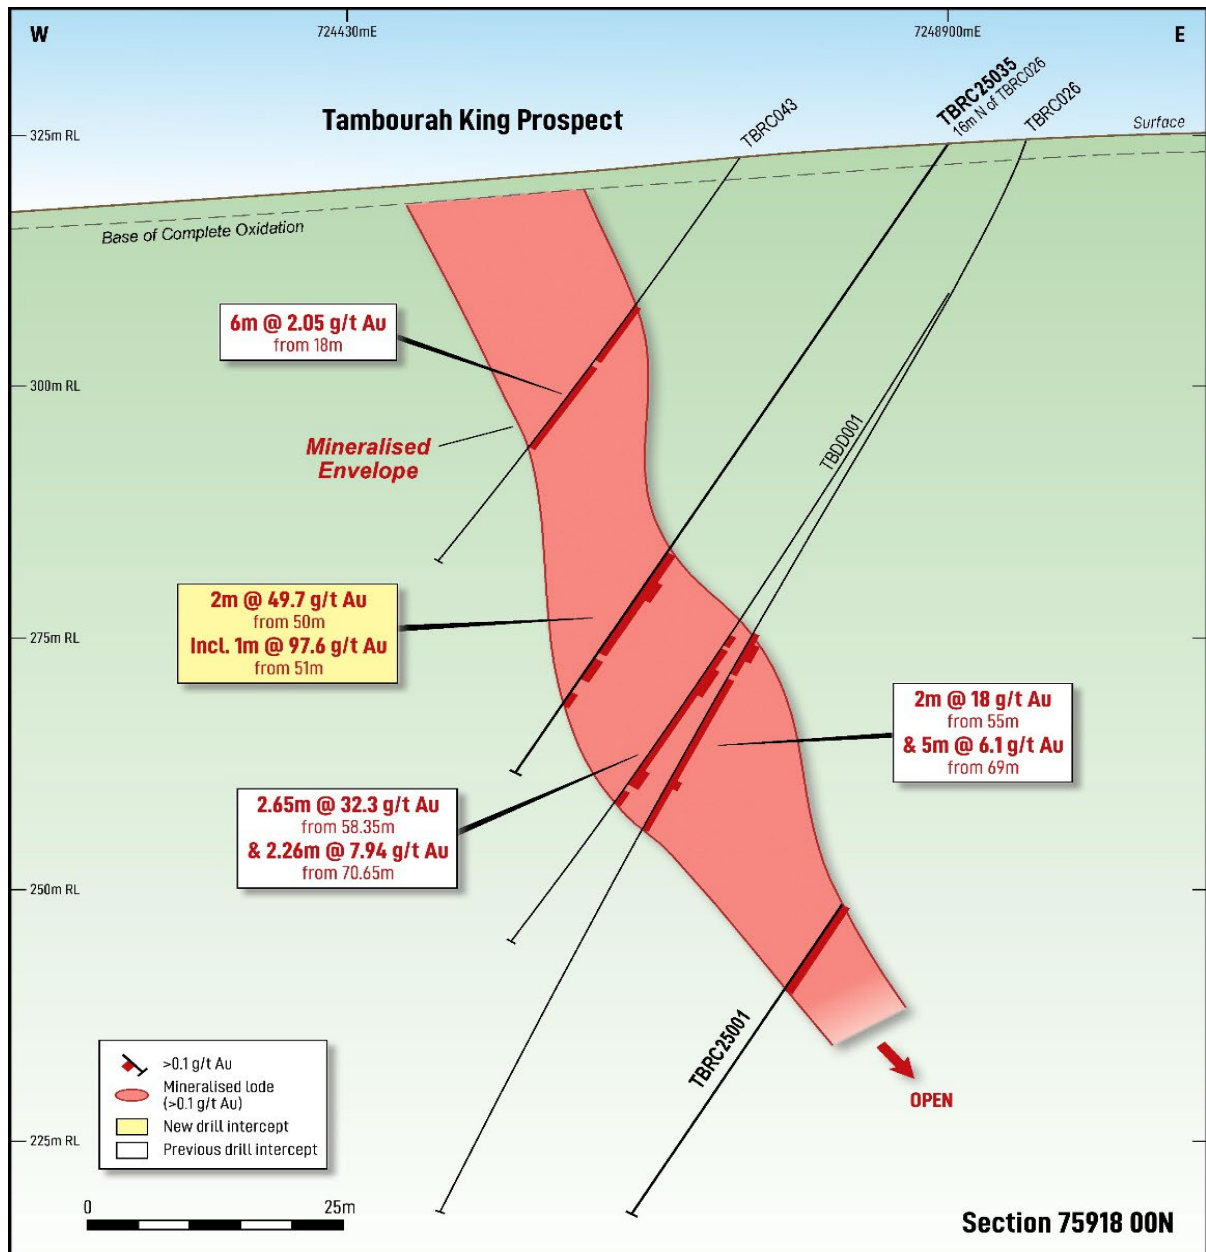 W
724430mE
7248900mE
E
Tambourah King Prospect
TBRC043
TBRC25035
16m N of TBRC026
TBRC026
Surface
325m RL
Base of Complete Oxidation
6m @ 2.05 g/t Au
from 18m
300m RL
Mineralised
Envelope
TBDD001
2m @ 49.7 g/t Au
from 50m
Incl. 1m @ 97.6 g/t Au
from 51m
275m RL
2m @ 18 g/t Au
from 55m
& 5m @ 6.1 g/t Au
from 69m
2.65m @ 32.3 g/t Au
from 58.35m
& 2.26m @ 7.94 g/t Au
from 70.65m
250m RL
TBRC25001
OPEN
>0.1 g/t Au
Mineralised lode
(>0.1 g/t Au)
New drill intercept
Previous drill intercept
225m RL
0
25m
Section 75918 00N